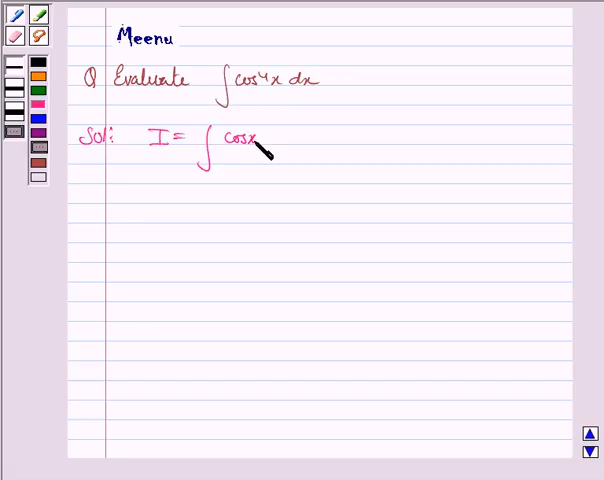 Meenu
Q Evaluate ∫ cos⁴x dx
Sol: I = ∫ cosx